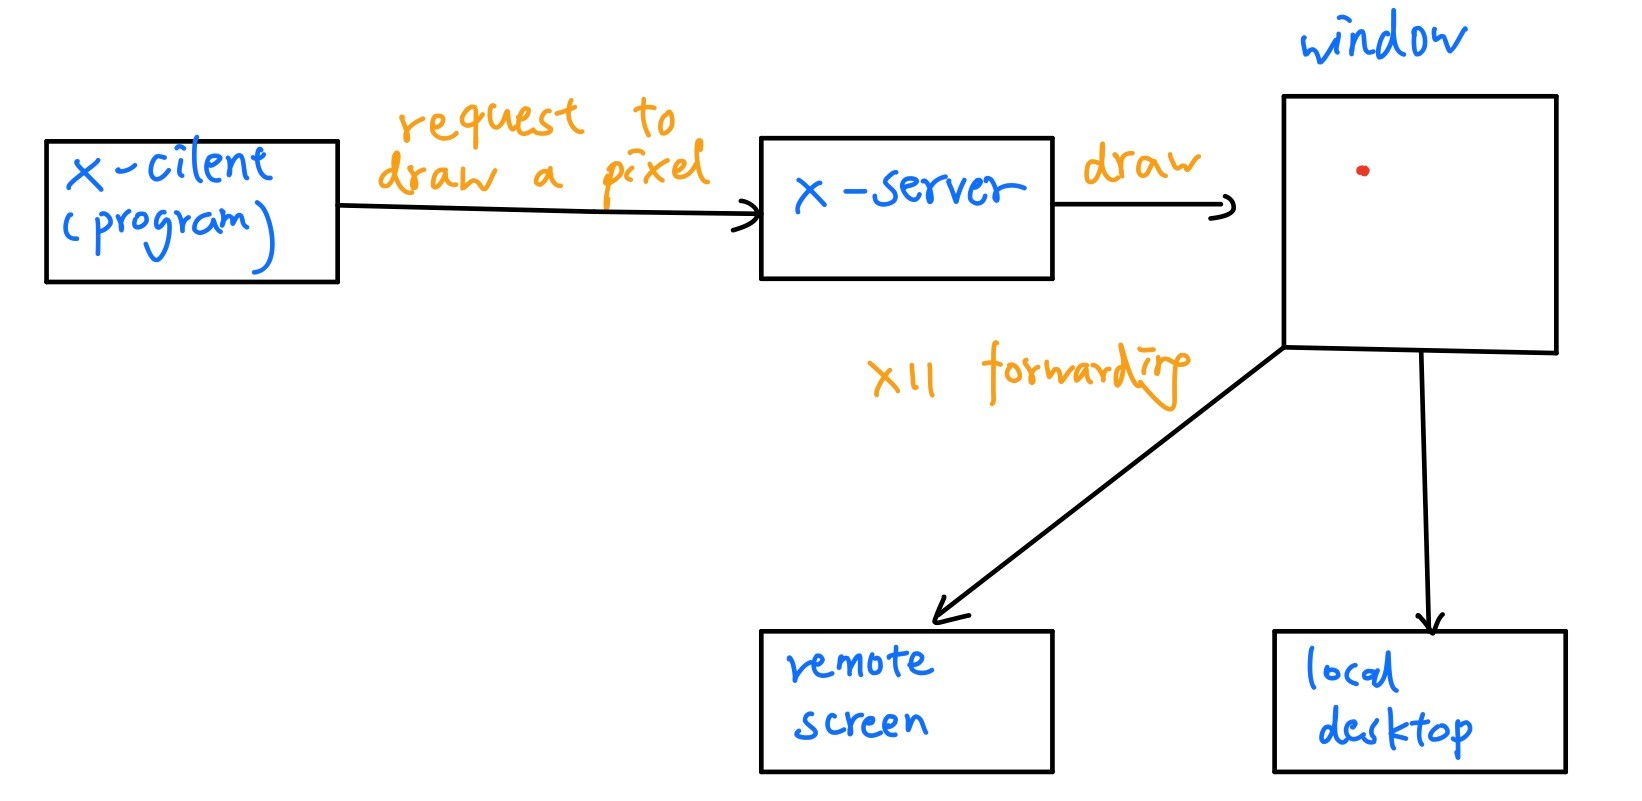 window
x-cilent
(program)
request to
draw a pixel
x-server
draw
x11 forwarding
remote
screen
local
desktop